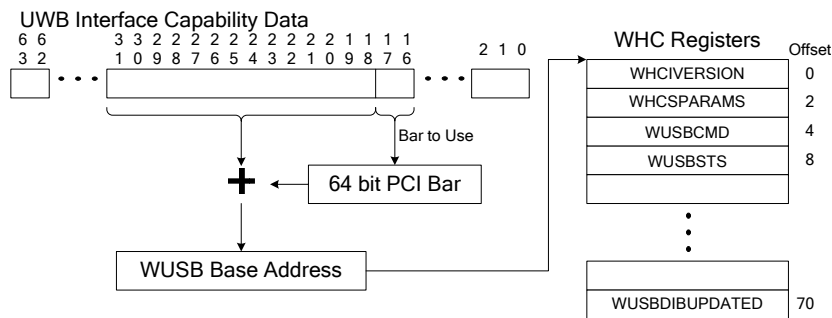 UWB Interface Capability Data
6 6 3 3 2 2 2 2 2 2 2 2 2 2 1 1 1 1
3 2 1 0 9 8 7 6 5 4 3 2 1 0 9 8 7 6 2 1 0
WHC Registers
Offset
WHCIVERSION 0
WHCSPARAMS 2
WUSBCMD 4
WUSBSTS 8
Bar to Use
+ 64 bit PCI Bar
WUSB Base Address
WUSBDIBUPDATED 70